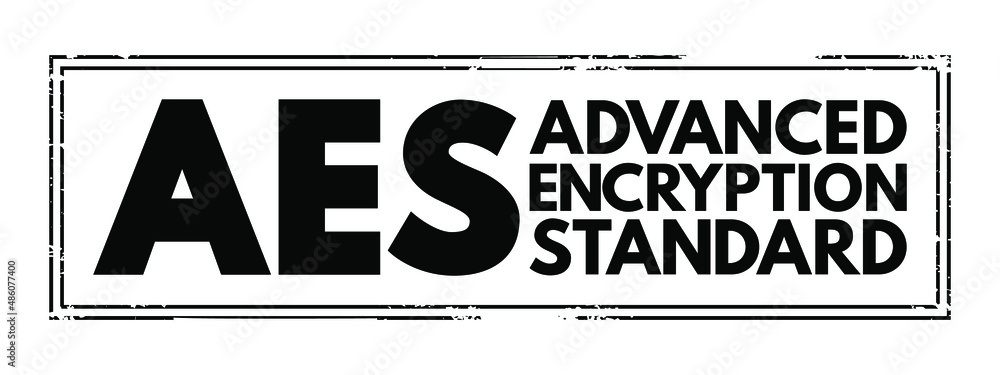 AES
ADVANCED
ENCRYPTION
STANDARD
Adobe Stock | #486077400